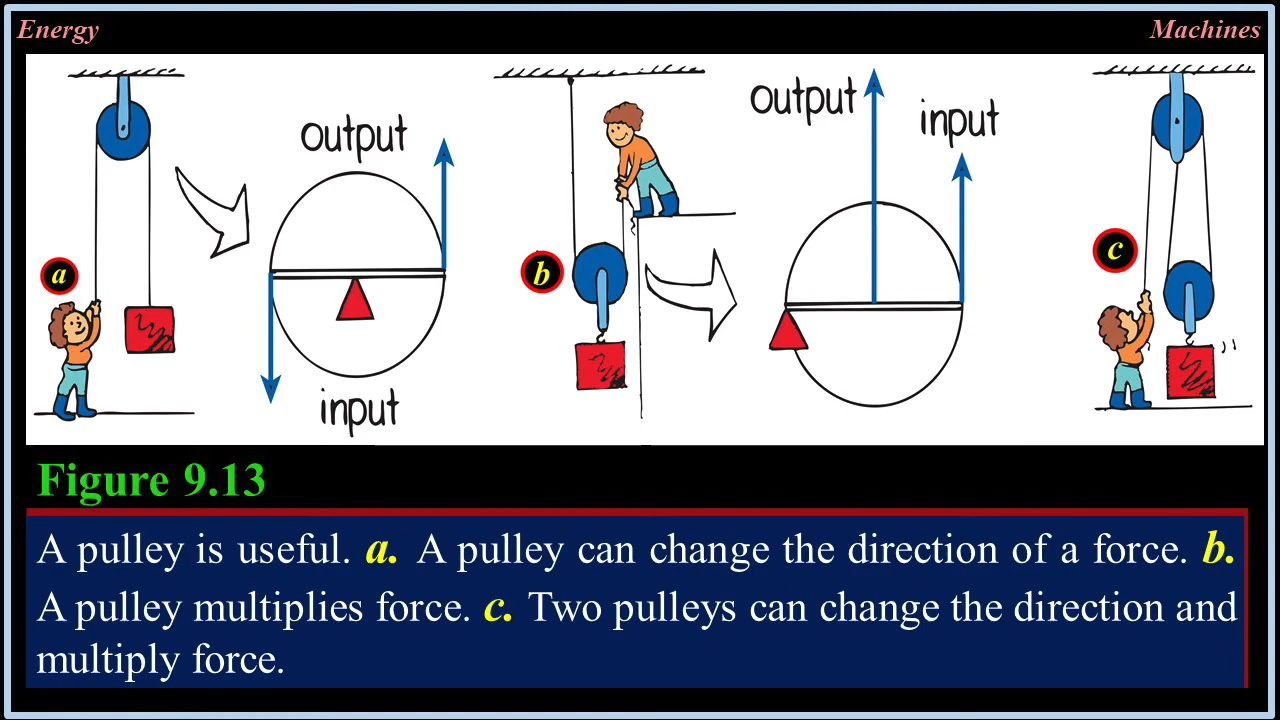 Energy
Machines
output
input
a
output
input
b
c
Figure 9.13
A pulley is useful. a. A pulley can change the direction of a force. b.
A pulley multiplies force. c. Two pulleys can change the direction and
multiply force.